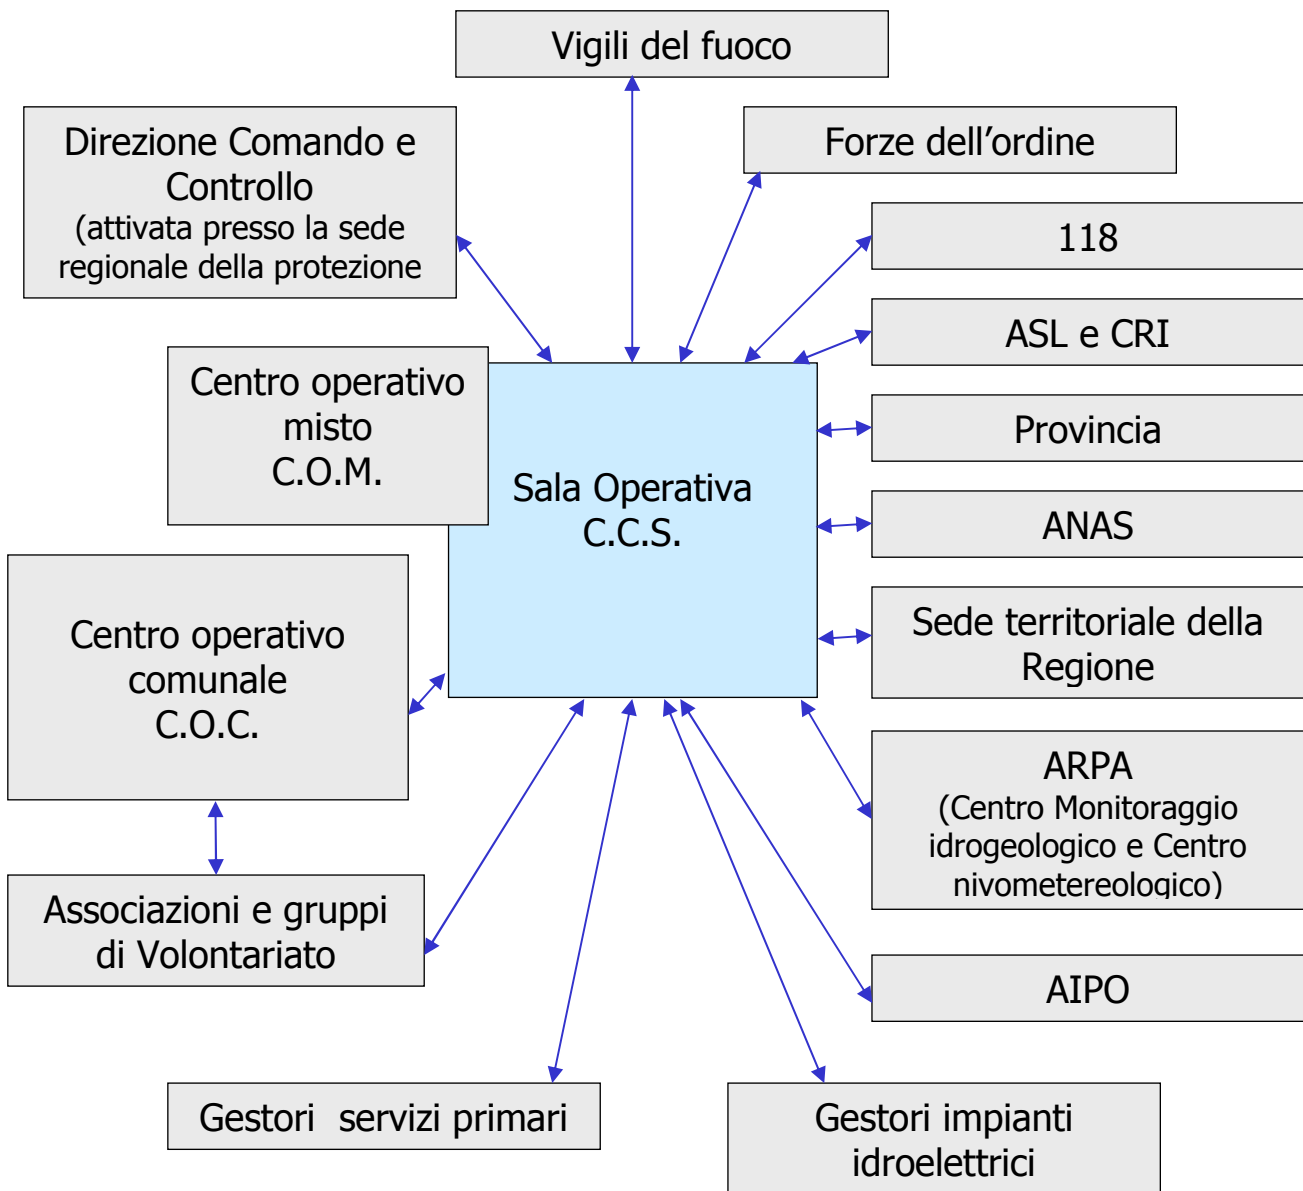 Vigili del fuoco
Direzione Comando e
Controllo
(attivata presso la sede
regionale della protezione
Forze dell’ordine
118
ASL e CRI
Centro operativo
misto
C.O.M.
Provincia
Sala Operativa
C.C.S.
ANAS
Sede territoriale della
Regione
Centro operativo
comunale
C.O.C.
ARPA
(Centro Monitoraggio
idrogeologico e Centro
nivometereologico)
Associazioni e gruppi
di Volontariato
AIPO
Gestori  servizi primari
Gestori impianti
idroelettrici